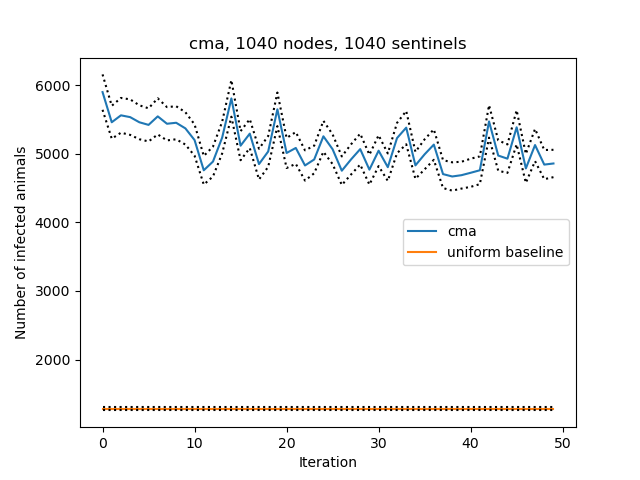 cma, 1040 nodes, 1040 sentinels
Number of infected animals
6000
5000
4000
3000
2000
cma
uniform baseline
0
10
20
30
40
50
Iteration